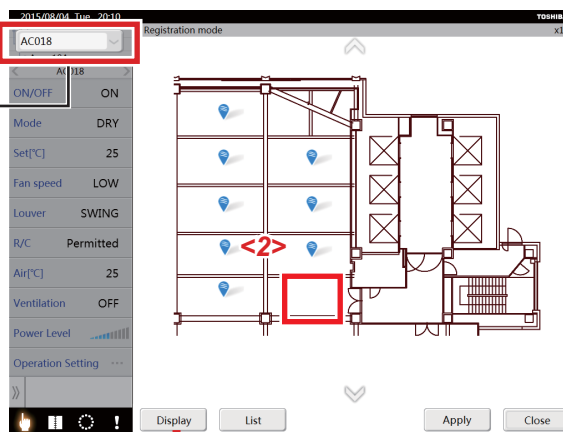 2015/08/04 Tue 20:10
TOSHIBA
Registration mode
x1
AC018
AC018
ON/OFF ON
Mode DRY
Set[℃] 25
Fan speed LOW
Louver SWING
R/C Permitted
Air[℃] 25
Ventilation OFF
Power Level
Operation Setting ...
<2>
Display
List
Apply
Close